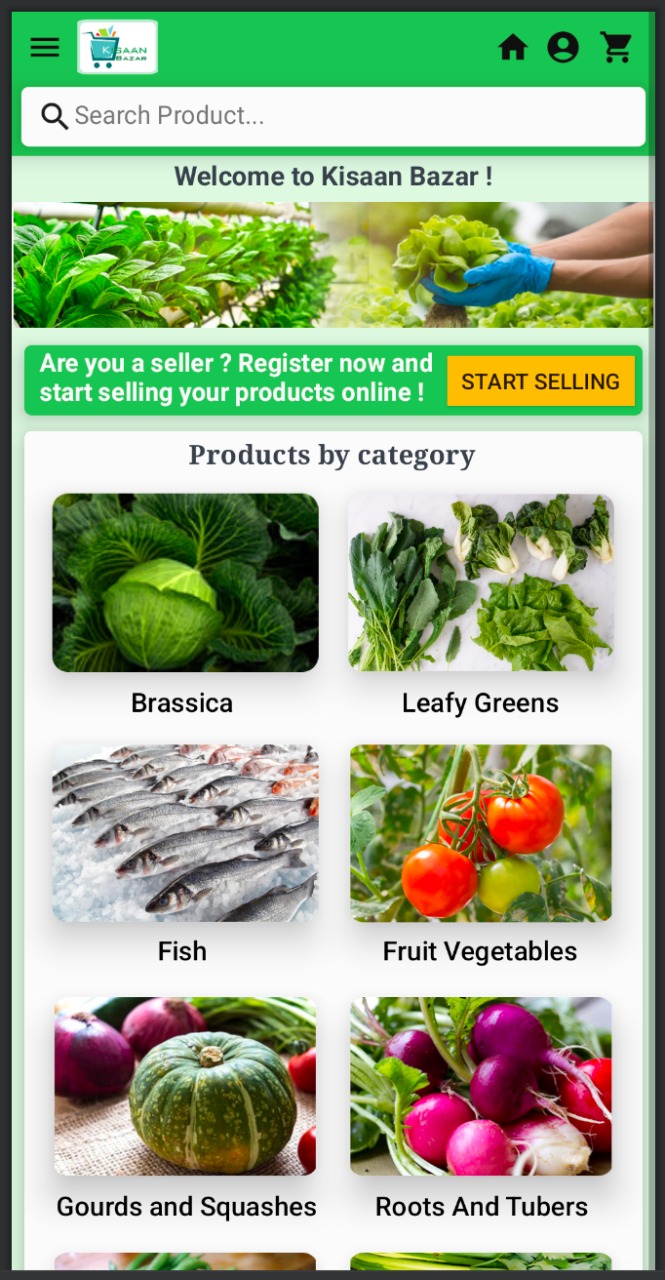 KISAAN
BAZAR
Search Product...
Welcome to Kisaan Bazar !
Are you a seller ? Register now and
start selling your products online !
START SELLING
Products by category
Brassica
Leafy Greens
Fish
Fruit Vegetables
Gourds and Squashes
Roots And Tubers